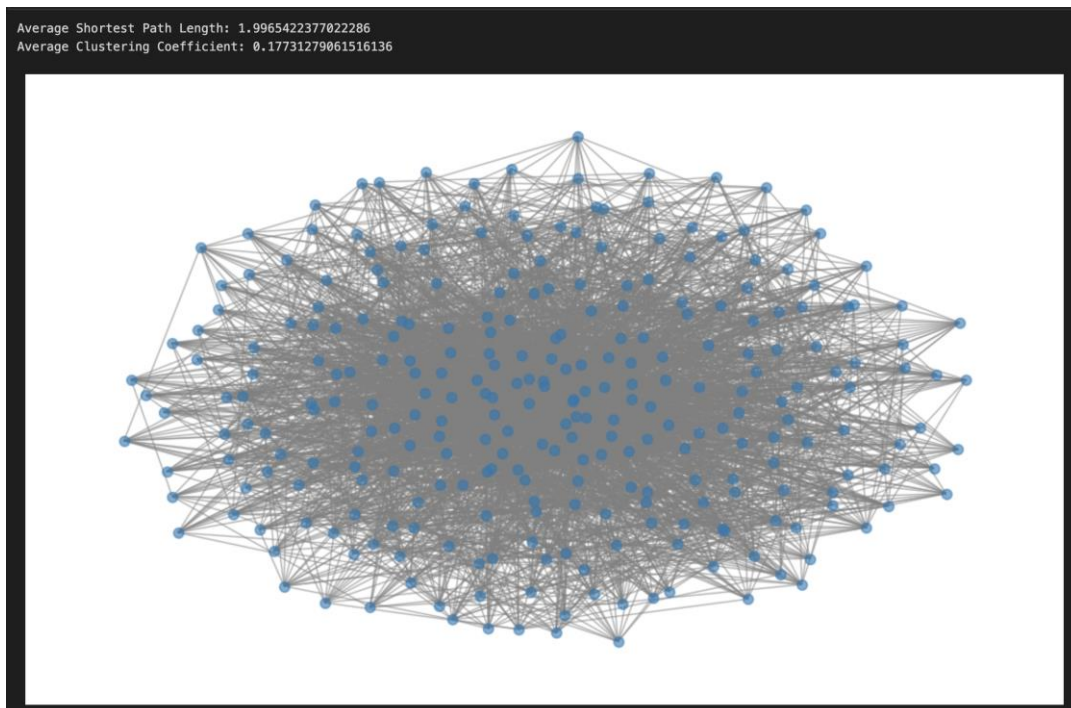 Average Shortest Path Length: 1.9965422377022286
Average Clustering Coefficient: 0.17731279061516136